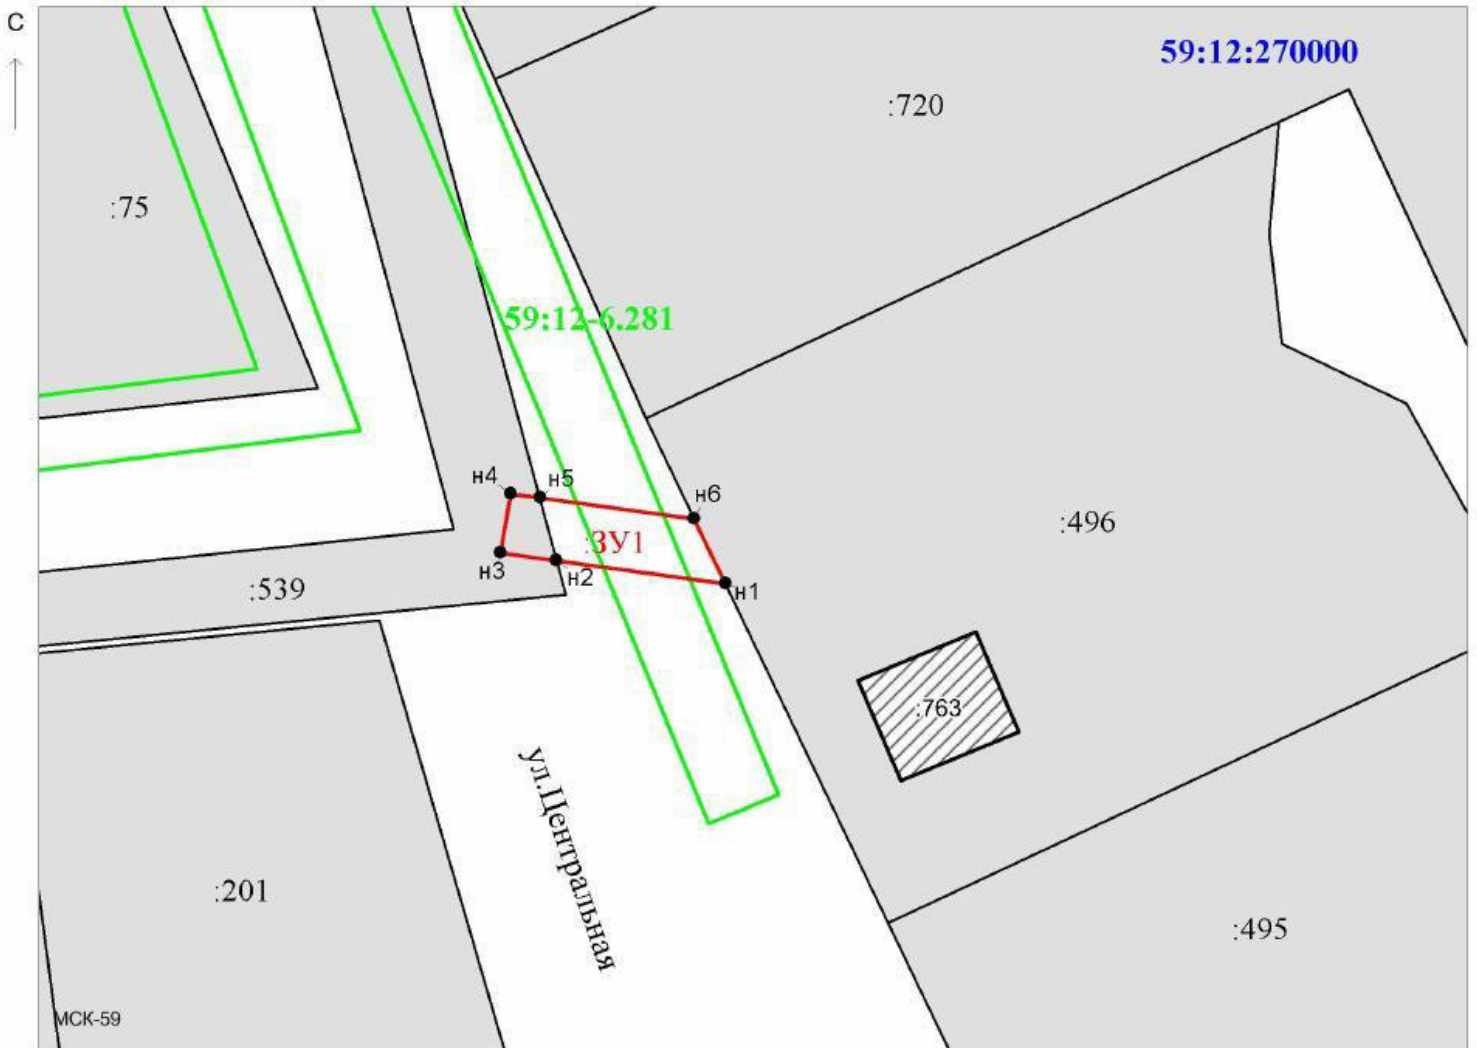 С
59:12:270000
:720
:75
59:12-6.281
н4
н5
н6
:496
:ЗУ1
н3
н2
н1
:539
:763
ул.Центральная
:201
:495
МСК-59